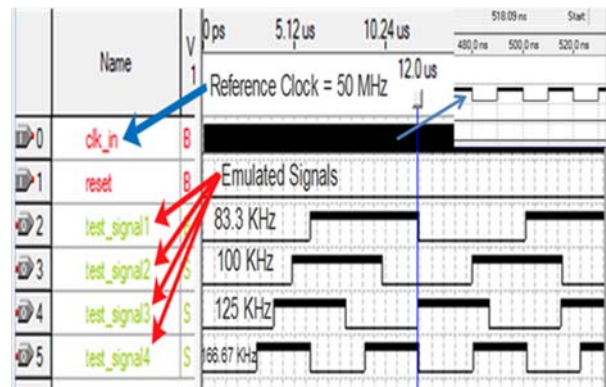 Name
V
1
0 ps
5.12 us
10.24 us
12.0 us
518.09 ns
Start:
480,0 ns
500,0 ns
520,0 ns
Reference Clock = 50 MHz
0
clk_in
B
1
reset
B
Emulated Signals
2
test_signal1
S
83.3 KHz
3
test_signal2
S
100 KHz
4
test_signal3
S
125 KHz
5
test_signal4
S
166.67 KHz